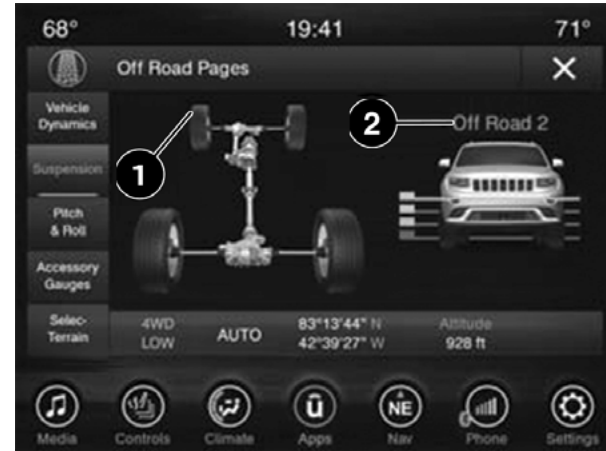 68° 19:41 71°
Off Road Pages X
Vehicle
Dynamics
Suspension
Pitch
& Roll
Accessory
Gauges
Selec-
Terrain
1
2 Off Road 2
4WD
LOW
AUTO
83°13'44" N
42°39'27" W
Altitude
928 ft
Media Controls Climate Apps Nav Phone Settings
ū NE